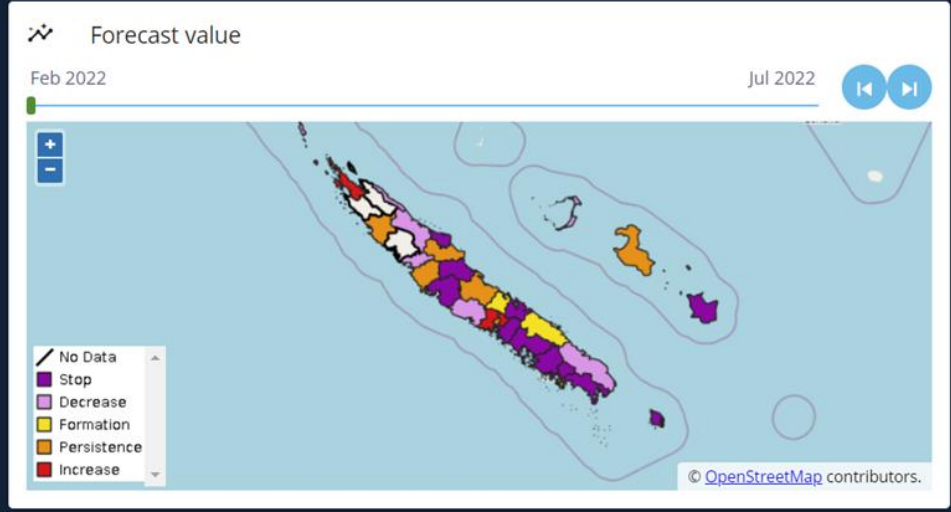 Forecast value
Feb 2022
Jul 2022
+
−
No Data
Stop
Decrease
Formation
Persistence
Increase
© OpenStreetMap contributors.